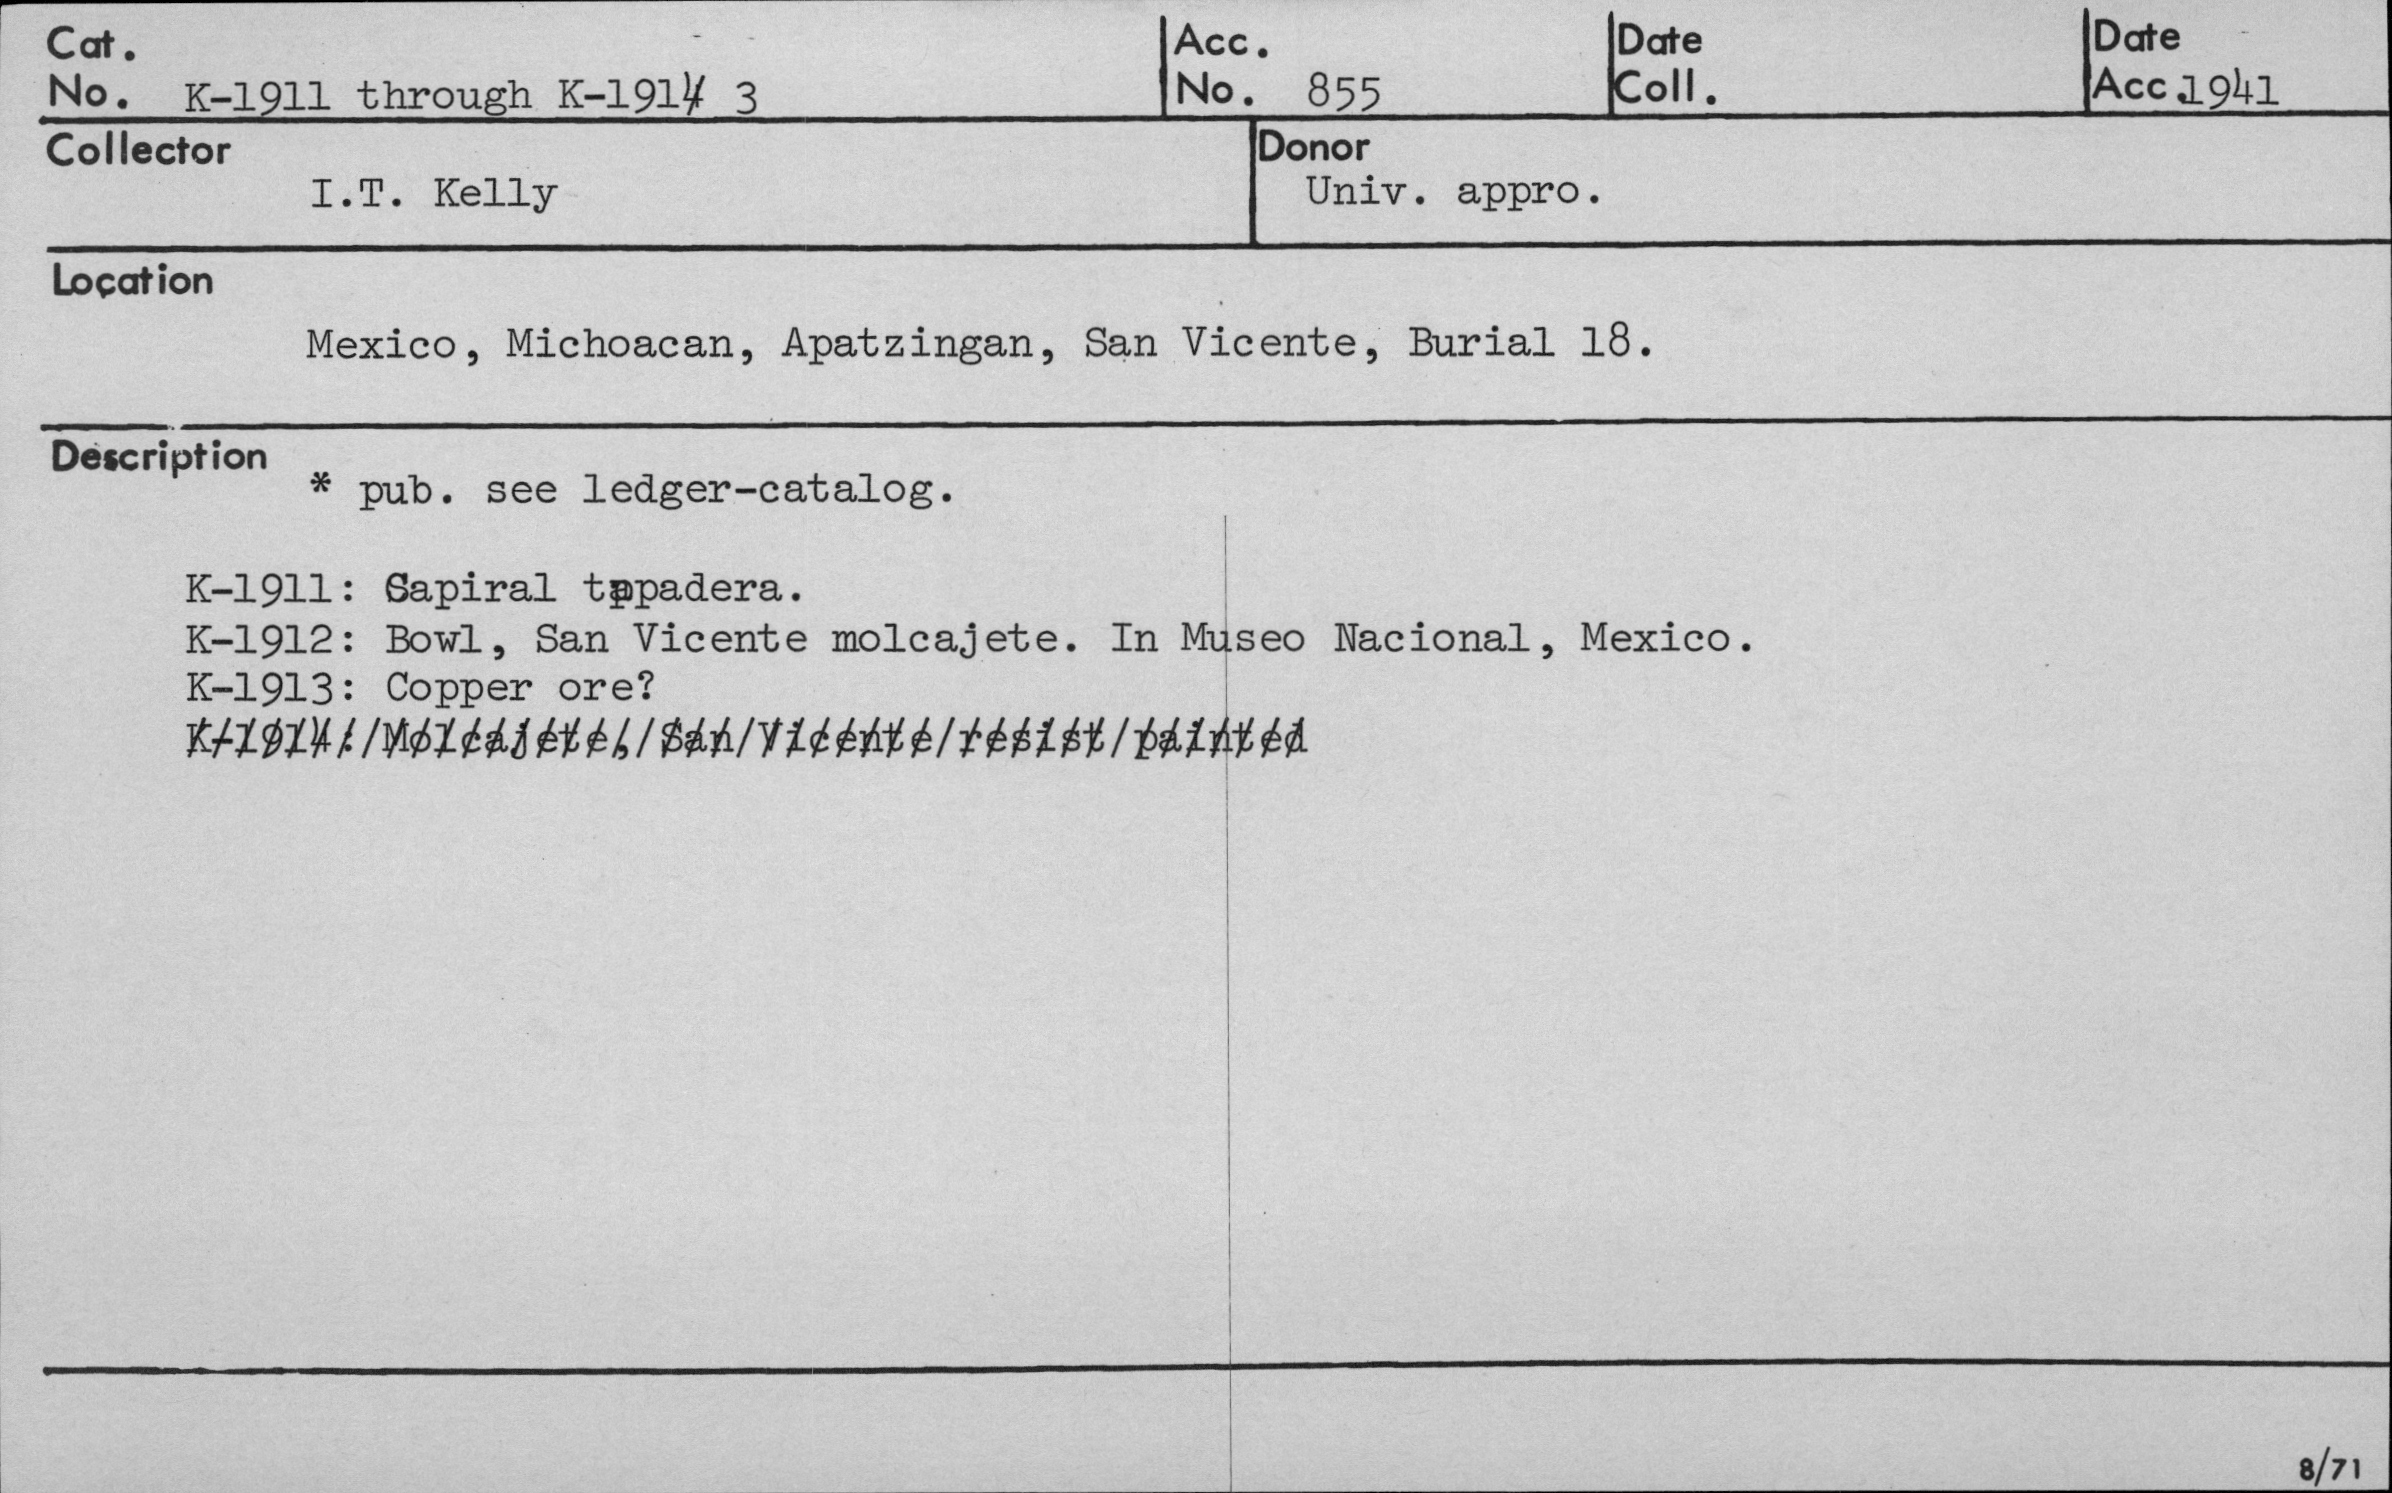 Cat. No. K-1911 through K-191̶4̶ 3
Acc. No. 855
Date Coll.
Date Acc. 1941
Collector
I.T. Kelly
Donor
Univ. appro.
Location
Mexico, Michoacan, Apatzingan, San Vicente, Burial 18.
Description
* pub. see ledger-catalog.
K-1911: Capiral tapadera.
K-1912: Bowl, San Vicente molcajete. In Museo Nacional, Mexico.
K-1913: Copper ore?
K-1914: Molcajete, San Vicente resist painted
8/71